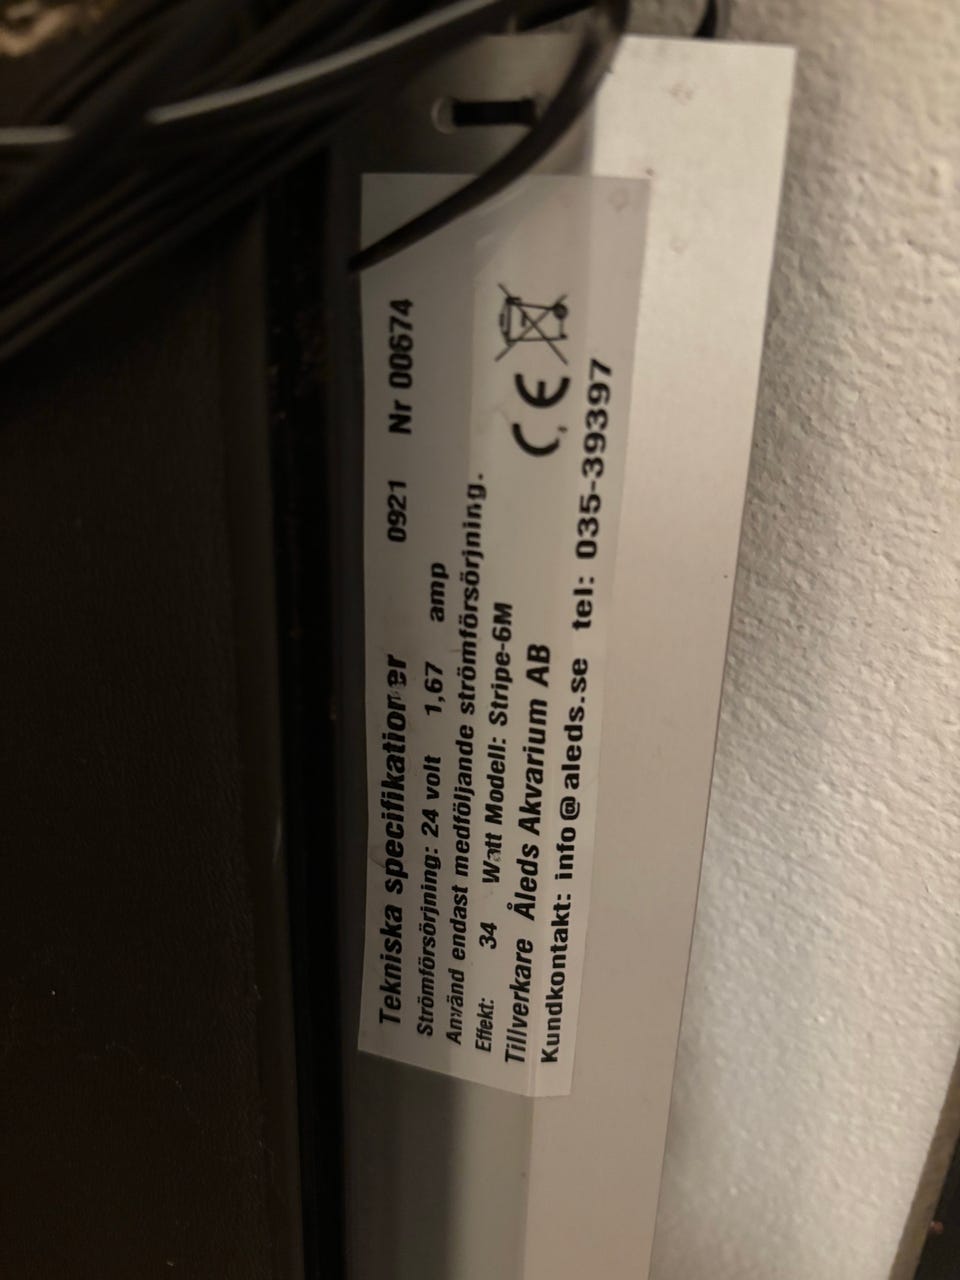 Tekniska specifikationer 0921 Nr 00674
Strömförsörjning: 24 volt 1,67 amp
Använd endast medföljande strömförsörjning.
Effekt: 34 Watt Modell: Stripe-6M
Tillverkare Åleds Akvarium AB CE
Kundkontakt: info@aleds.se tel: 035-39397